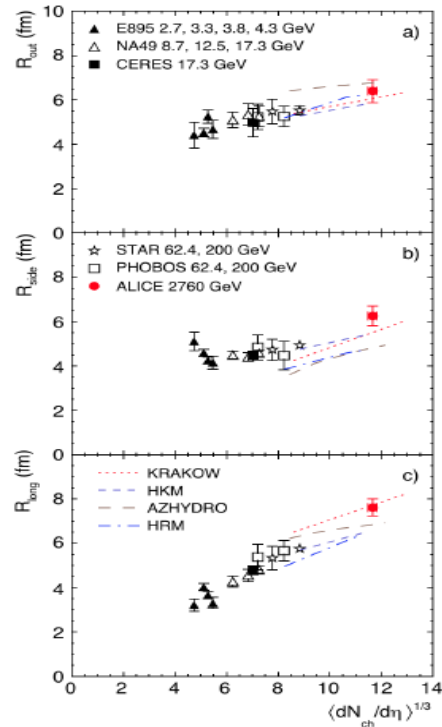 R_out (fm)
10
8
6
4
2
0
E895 2.7, 3.3, 3.8, 4.3 GeV
NA49 8.7, 12.5, 17.3 GeV
CERES 17.3 GeV
a)
R_side (fm)
8
6
4
2
0
STAR 62.4, 200 GeV
PHOBOS 62.4, 200 GeV
ALICE 2760 GeV
b)
R_long (fm)
8
6
4
2
0
KRAKOW
HKM
AZHYDRO
HRM
c)
0 2 4 6 8 10 12 14
⟨dN_ch/dη⟩^1/3